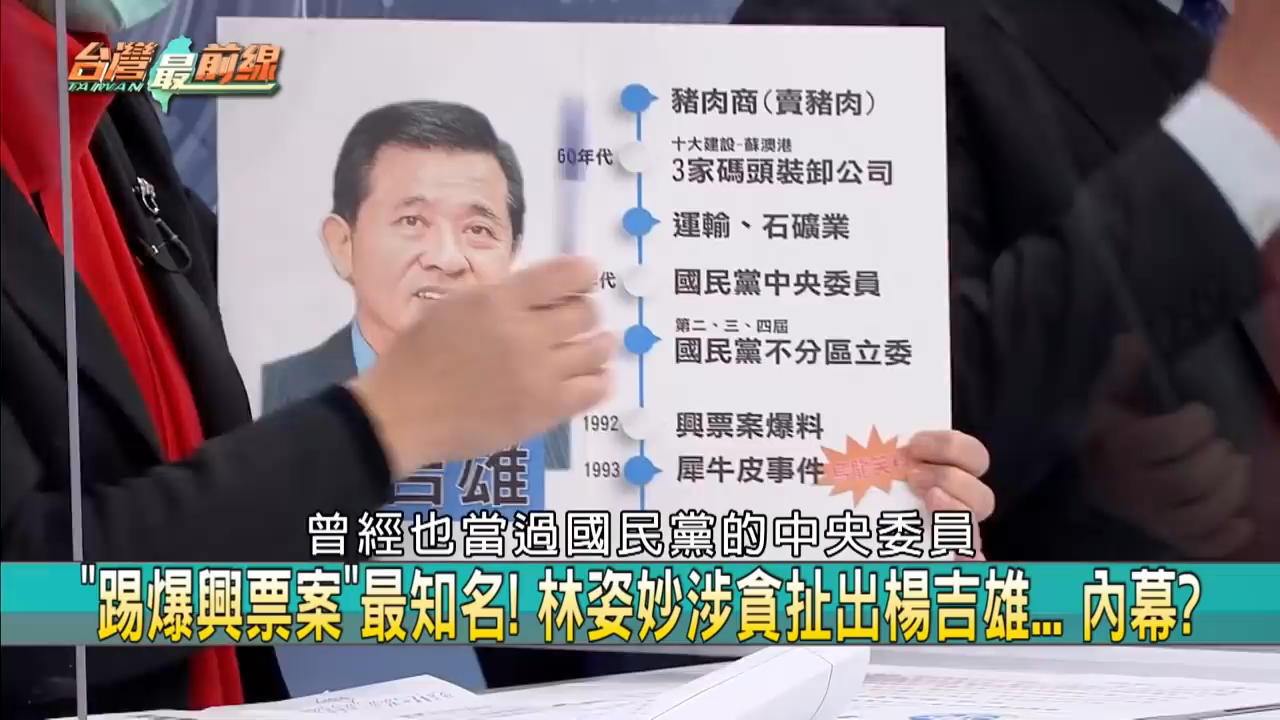 台灣最前線
TAIWAN
豬肉商(賣豬肉)
十大建設-蘇澳港
60年代
3家碼頭裝卸公司
運輸、石礦業
年代
國民黨中央委員
第二、三、四屆
國民黨不分區立委
1992
興票案爆料
1993
犀牛皮事件
吉雄
曾經也當過國民黨的中央委員
"踢爆興票案"最知名! 林姿妙涉貪扯出楊吉雄... 內幕?